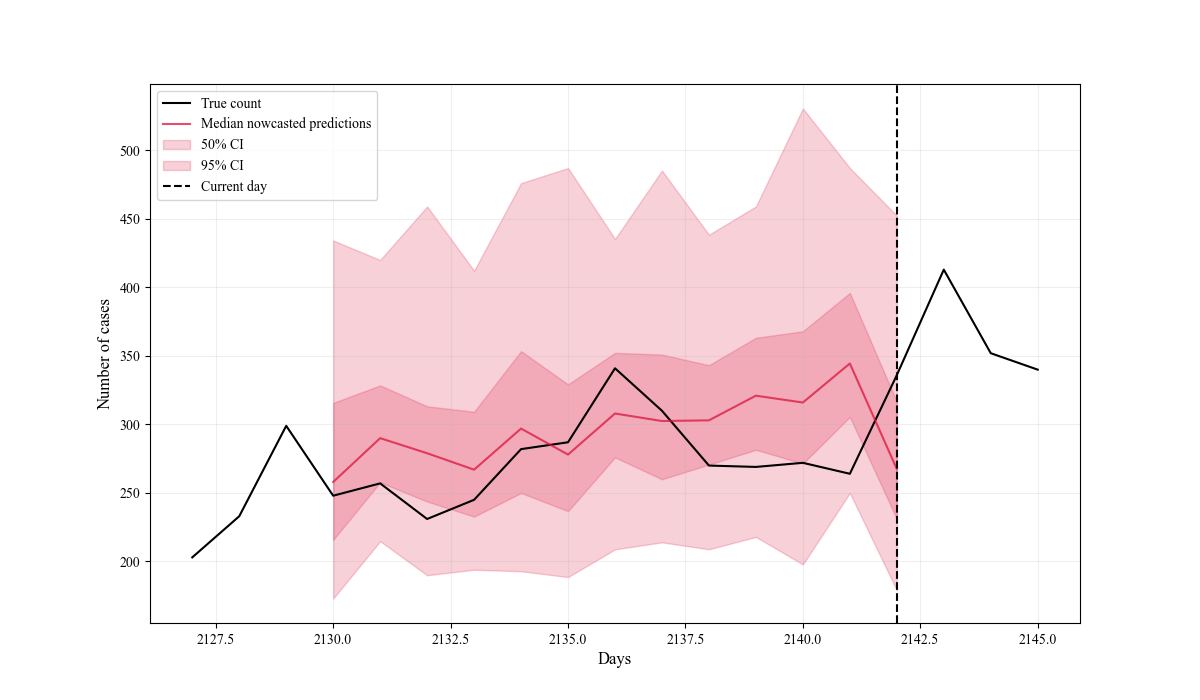 True count
Median nowcasted predictions
50% CI
95% CI
Current day
500
450
400
350
300
250
200
Number of cases
2127.5 2130.0 2132.5 2135.0 2137.5 2140.0 2142.5 2145.0
Days